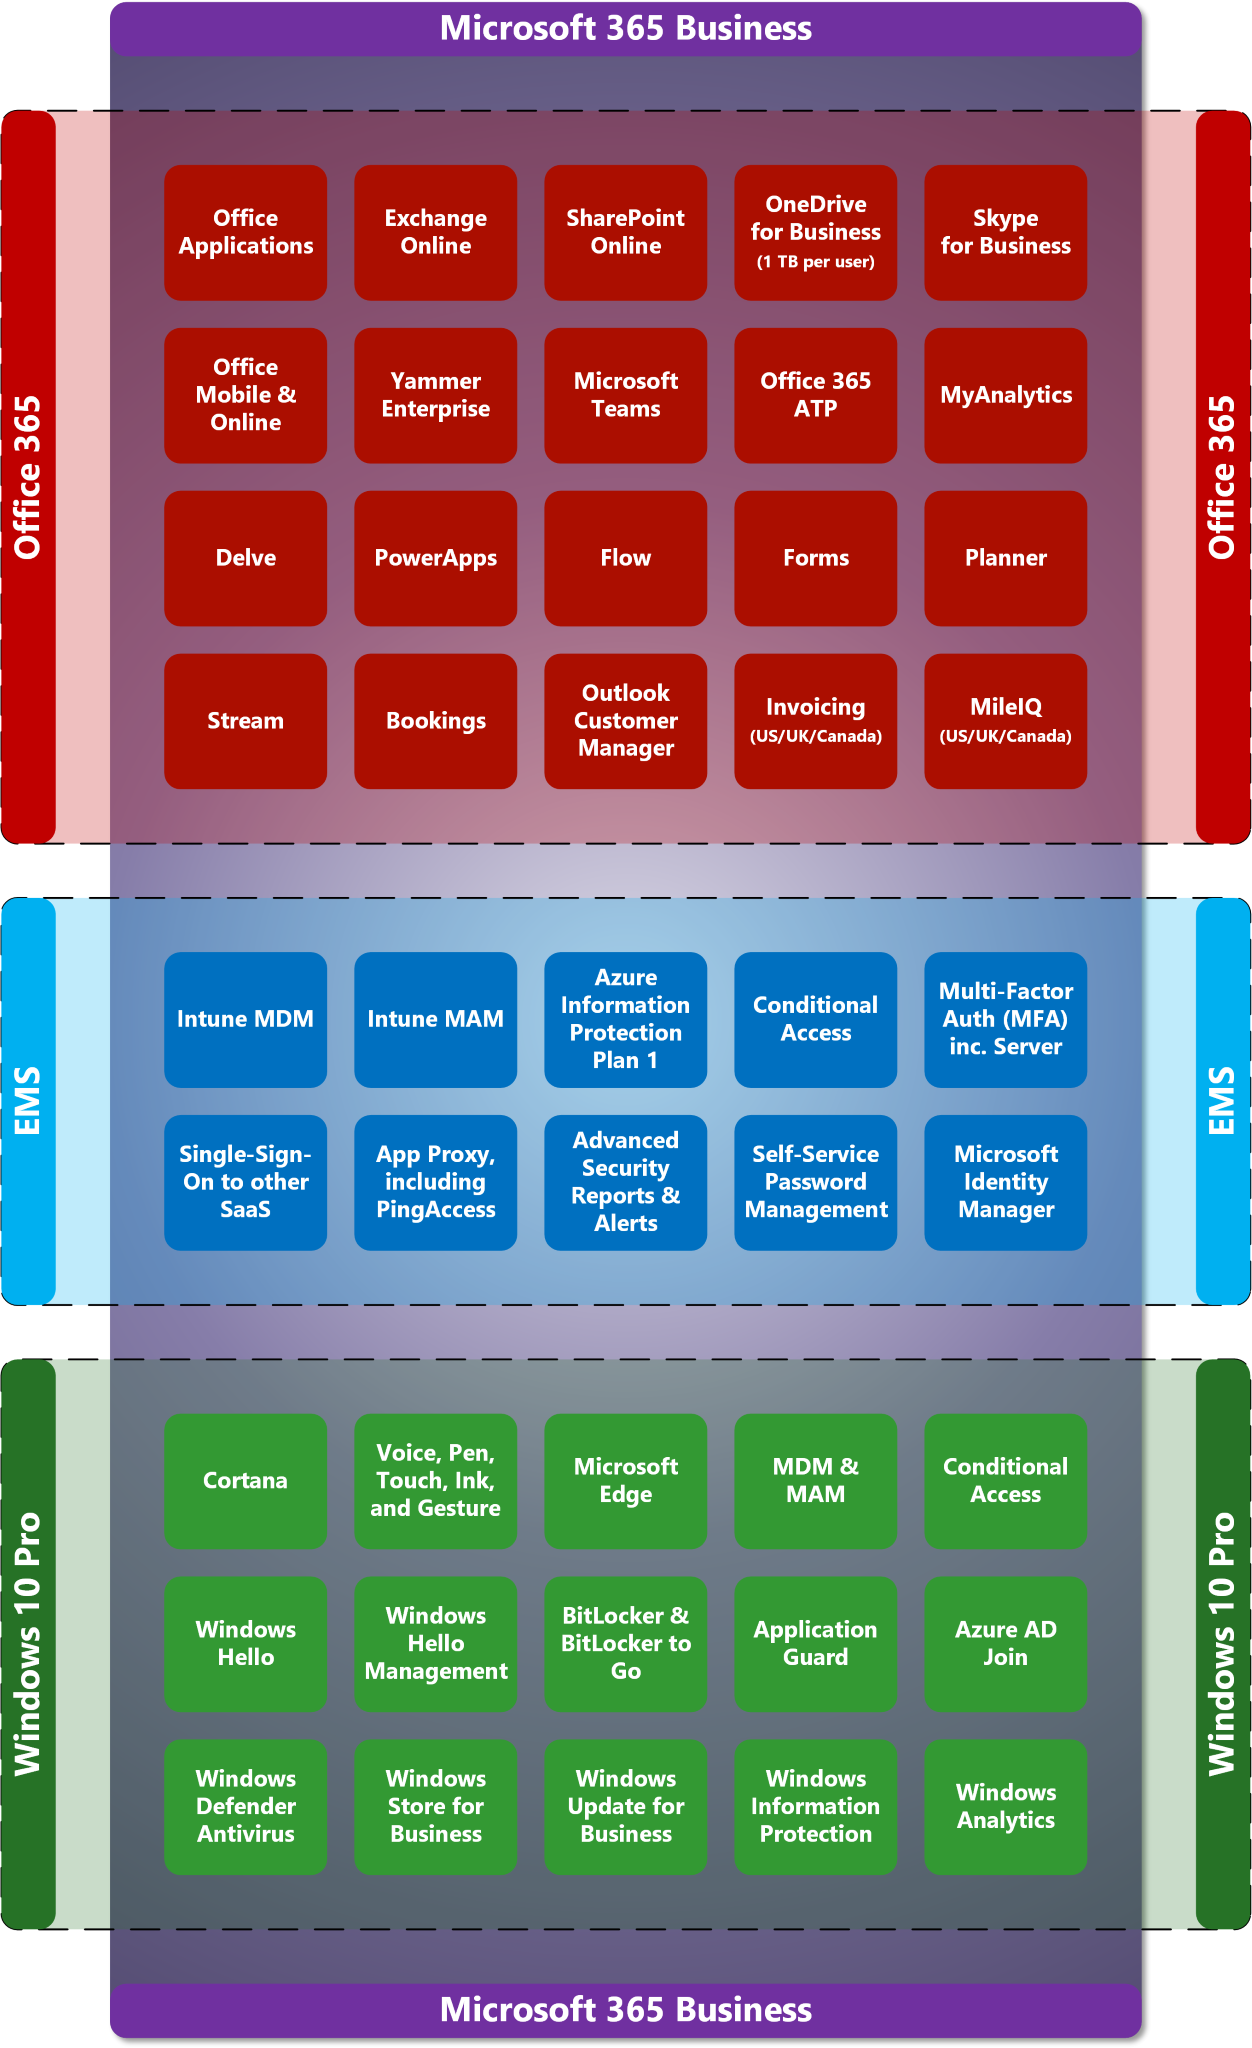 Microsoft 365 Business
Office 365
Office 365
Office
Applications
Exchange
Online
SharePoint
Online
OneDrive
for Business
(1 TB per user)
Skype
for Business
Office
Mobile &
Online
Yammer
Enterprise
Microsoft
Teams
Office 365
ATP
MyAnalytics
Delve
PowerApps
Flow
Forms
Planner
Stream
Bookings
Outlook
Customer
Manager
Invoicing
(US/UK/Canada)
MileIQ
(US/UK/Canada)
EMS
EMS
Intune MDM
Intune MAM
Azure
Information
Protection
Plan 1
Conditional
Access
Multi-Factor
Auth (MFA)
inc. Server
Single-Sign-
On to other
SaaS
App Proxy,
including
PingAccess
Advanced
Security
Reports &
Alerts
Self-Service
Password
Management
Microsoft
Identity
Manager
Windows 10 Pro
Windows 10 Pro
Cortana
Voice, Pen,
Touch, Ink,
and Gesture
Microsoft
Edge
MDM &
MAM
Conditional
Access
Windows
Hello
Windows
Hello
Management
BitLocker &
BitLocker to
Go
Application
Guard
Azure AD
Join
Windows
Defender
Antivirus
Windows
Store for
Business
Windows
Update for
Business
Windows
Information
Protection
Windows
Analytics
Microsoft 365 Business